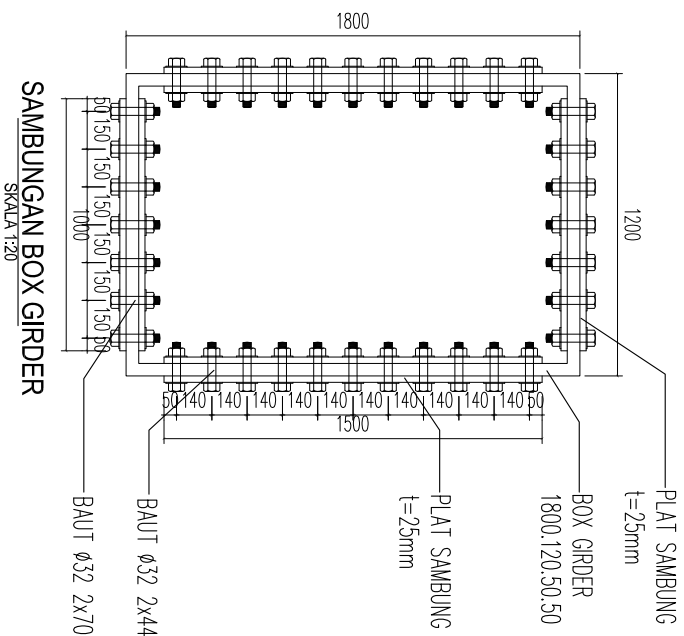 1800
1200
50 150 150 150 150 150 150 50
1000
50 140 140 140 140 140 140 140 140 140 140 50
1500
PLAT SAMBUNG
t=25mm
BOX GIRDER
1800.120.50.50
PLAT SAMBUNG
t=25mm
BAUT ø32 2x44
BAUT ø32 2x70
SAMBUNGAN BOX GIRDER
SKALA 1:20